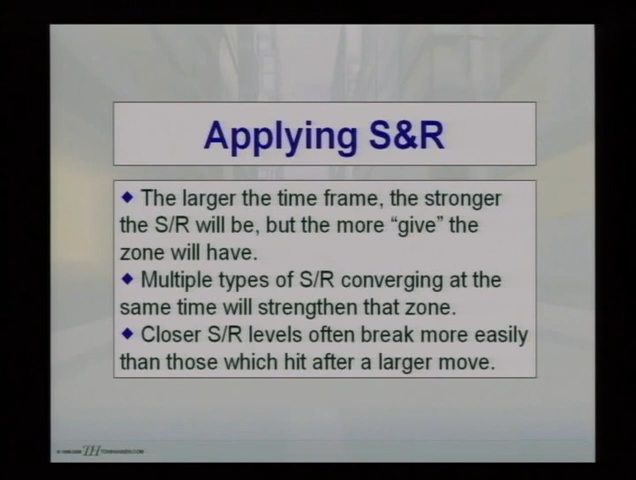 Applying S&R
◆ The larger the time frame, the stronger
the S/R will be, but the more “give” the
zone will have.
◆ Multiple types of S/R converging at the
same time will strengthen that zone.
◆ Closer S/R levels often break more easily
than those which hit after a larger move.
TH